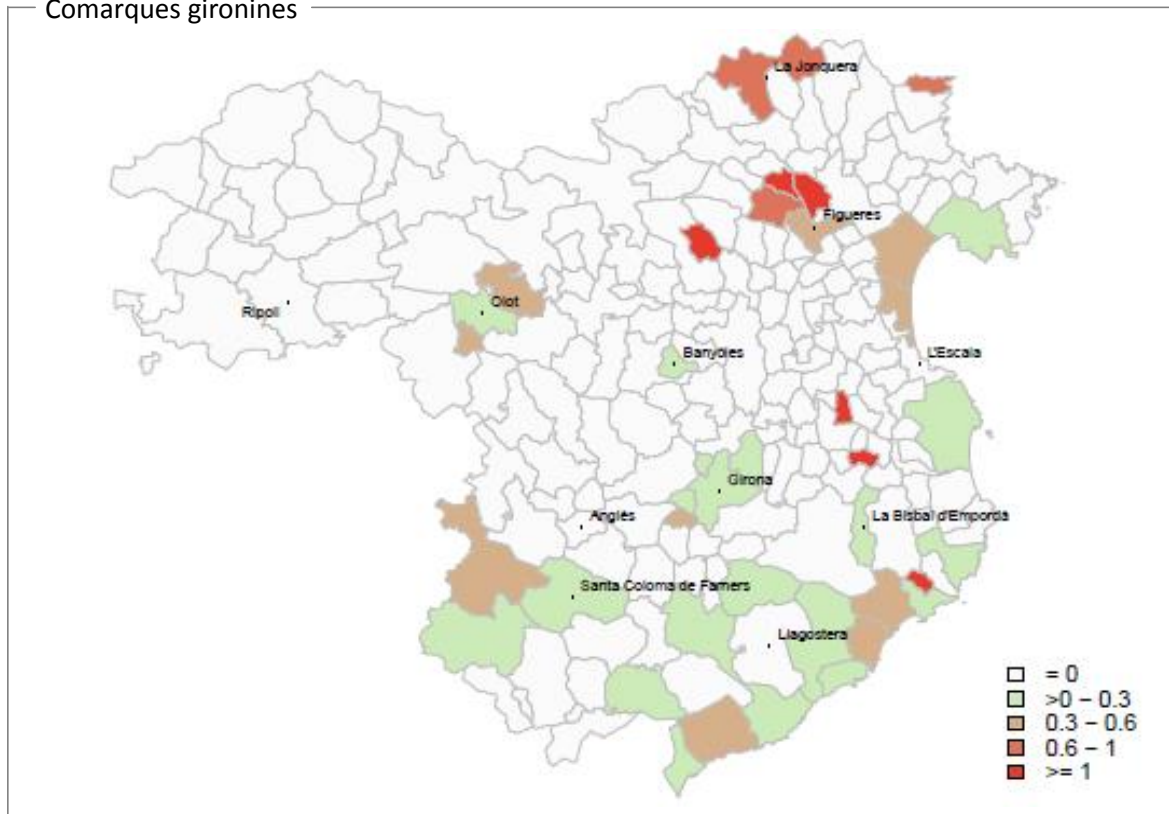 Comarques gironines
La Jonquera
Figueres
Olot
Ripoll
Banyoles
L'Escala
Girona
Anglès
La Bisbal d'Empordà
Santa Coloma de Farners
Llagostera
= 0
>0 – 0.3
0.3 – 0.6
0.6 – 1
>= 1